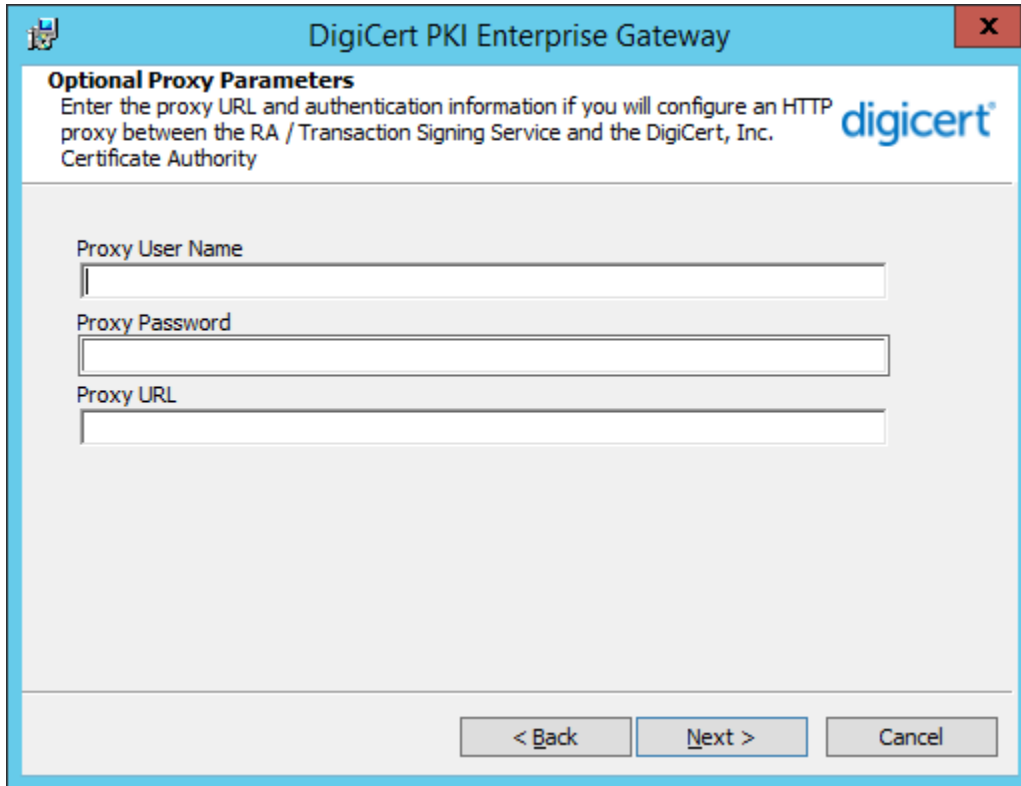 DigiCert PKI Enterprise Gateway
x
Optional Proxy Parameters
Enter the proxy URL and authentication information if you will configure an HTTP
proxy between the RA / Transaction Signing Service and the DigiCert, Inc.
Certificate Authority
digicert®
Proxy User Name
Proxy Password
Proxy URL
< Back
Next >
Cancel